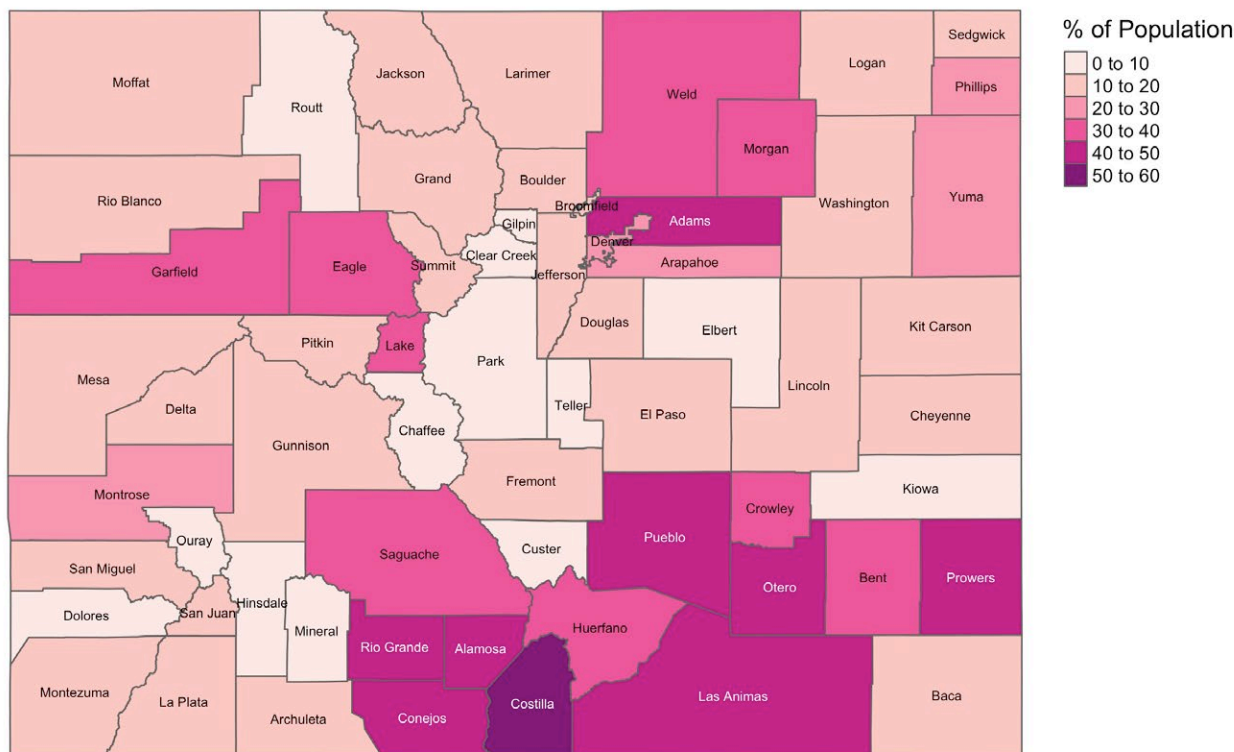 % of Population
0 to 10
10 to 20
20 to 30
30 to 40
40 to 50
50 to 60
Sedgwick
Logan
Jackson
Larimer
Moffat
Phillips
Weld
Routt
Morgan
Grand
Boulder
Yuma
Rio Blanco
Washington
Broomfield
Gilpin
Adams
Denver
Clear Creek
Arapahoe
Summit
Eagle
Garfield
Jefferson
Douglas
Elbert
Kit Carson
Pitkin
Lake
Park
Mesa
Lincoln
Teller
Delta
El Paso
Cheyenne
Chaffee
Gunnison
Fremont
Kiowa
Montrose
Crowley
Pueblo
Ouray
Custer
Saguache
San Miguel
Otero
Bent
Prowers
Hinsdale
San Juan
Dolores
Mineral
Huerfano
Rio Grande
Alamosa
Montezuma
La Plata
Costilla
Las Animas
Baca
Archuleta
Conejos